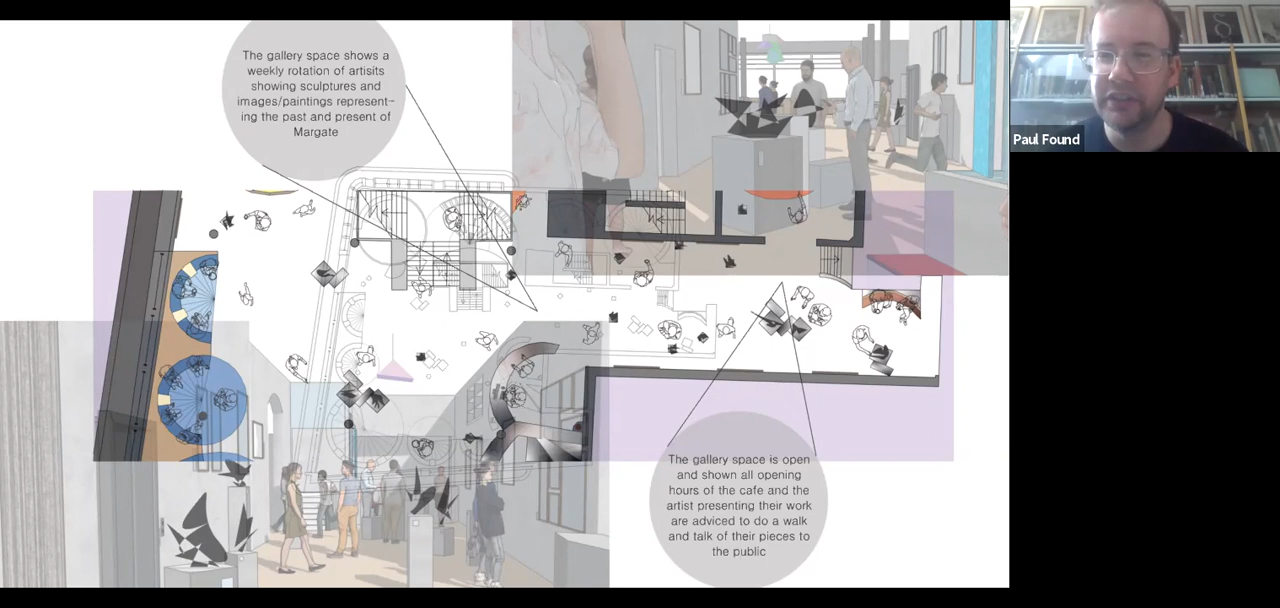 The gallery space shows a
weekly rotation of artisits
showing sculptures and
images/paintings represent-
ing the past and present of
Margate
Paul Found
The gallery space is open
and shown all opening
hours of the cafe and the
artist presenting their work
are adviced to do a walk
and talk of their pieces to
the public